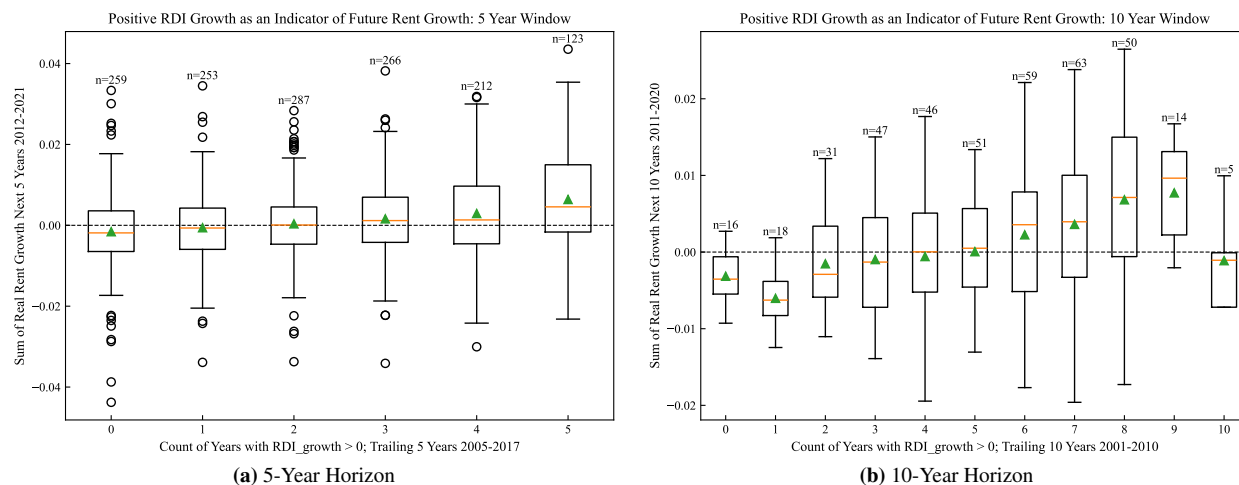 Positive RDI Growth as an Indicator of Future Rent Growth: 5 Year Window
Sum of Real Rent Growth Next 5 Years 2012-2021
0.04
0.02
0.00
−0.02
−0.04
n=259
n=253
n=287
n=266
n=212
n=123
0 1 2 3 4 5
Count of Years with RDI_growth > 0; Trailing 5 Years 2005-2017
(a) 5-Year Horizon
Positive RDI Growth as an Indicator of Future Rent Growth: 10 Year Window
Sum of Real Rent Growth Next 10 Years 2011-2020
0.02
0.01
0.00
−0.01
−0.02
n=16
n=18
n=31
n=47
n=46
n=51
n=59
n=63
n=50
n=14
n=5
0 1 2 3 4 5 6 7 8 9 10
Count of Years with RDI_growth > 0; Trailing 10 Years 2001-2010
(b) 10-Year Horizon